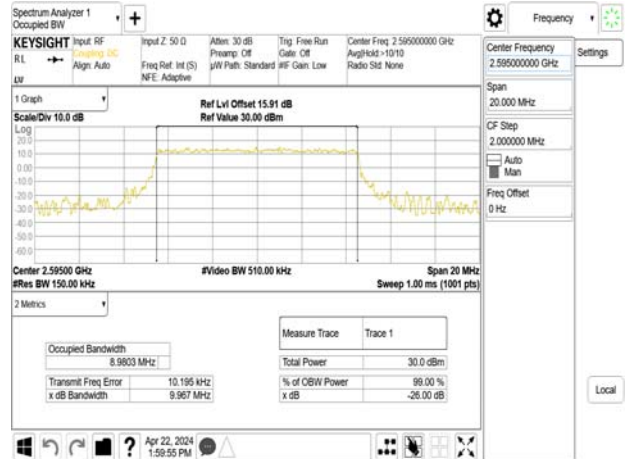 Spectrum Analyzer 1
Occupied BW
+
Frequency
KEYSIGHT
RL
Input: RF
Coupling: DC
Align: Auto
Input Z: 50 Ω
Freq Ref: Int (S)
NFE: Adaptive
Atten: 30 dB
Preamp: Off
µW Path: Standard
Trig: Free Run
Gate: Off
#IF Gain: Low
Center Freq: 2.595000000 GHz
Avg|Hold:>10/10
Radio Std: None
Center Frequency
2.595000000 GHz
Settings
Span
20.000 MHz
CF Step
2.000000 MHz
Auto
Man
Freq Offset
0 Hz
Local
1 Graph
Scale/Div 10.0 dB
Ref Lvl Offset 15.91 dB
Ref Value 30.00 dBm
Log
20.0
10.0
0.00
-10.0
-20.0
-30.0
-40.0
-50.0
-60.0
Center 2.59500 GHz
#Res BW 150.00 kHz
#Video BW 510.00 kHz
Span 20 MHz
Sweep 1.00 ms (1001 pts)
2 Metrics
Measure Trace
Trace 1
Occupied Bandwidth
8.9803 MHz
Total Power
30.0 dBm
Transmit Freq Error
10.195 kHz
% of OBW Power
99.00 %
x dB Bandwidth
9.967 MHz
x dB
-26.00 dB
?
Apr 22, 2024
1:59:55 PM